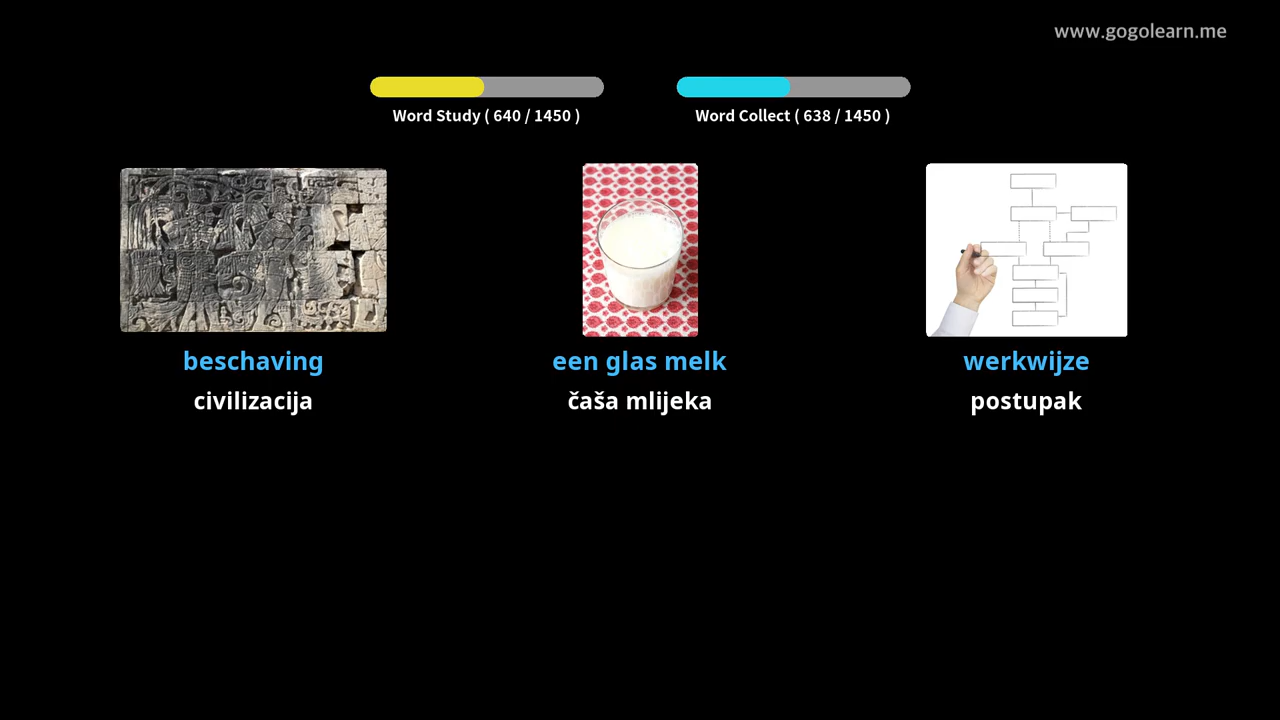 www.gogolearn.me
Word Study ( 640 / 1450 )
Word Collect ( 638 / 1450 )
beschaving
een glas melk
werkwijze
civilizacija
čaša mlijeka
postupak